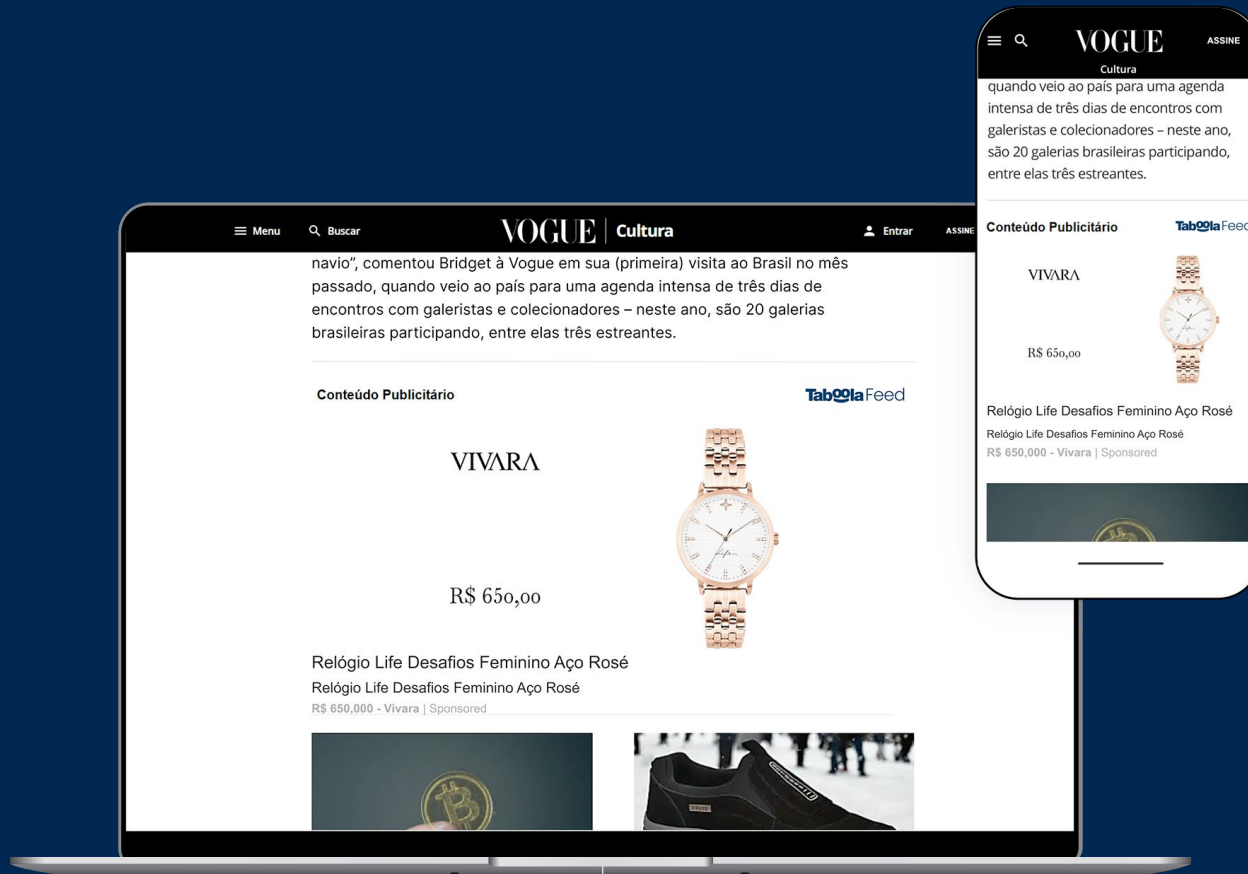 Menu
Buscar
VOGUE | Cultura
Entrar
ASSINE
navio”, comentou Bridget à Vogue em sua (primeira) visita ao Brasil no mês
passado, quando veio ao país para uma agenda intensa de três dias de
encontros com galeristas e colecionadores – neste ano, são 20 galerias
brasileiras participando, entre elas três estreantes.
Conteúdo Publicitário
Taboola Feed
VIVARA
R$ 650,00
Relógio Life Desafios Feminino Aço Rosé
Relógio Life Desafios Feminino Aço Rosé
R$ 650,000 - Vivara | Sponsored
VOGUE
ASSINE
Cultura
quando veio ao país para uma agenda
intensa de três dias de encontros com
galeristas e colecionadores – neste ano,
são 20 galerias brasileiras participando,
entre elas três estreantes.
Conteúdo Publicitário
Taboola Feed
VIVARA
R$ 650,00
Relógio Life Desafios Feminino Aço Rosé
Relógio Life Desafios Feminino Aço Rosé
R$ 650,000 - Vivara | Sponsored